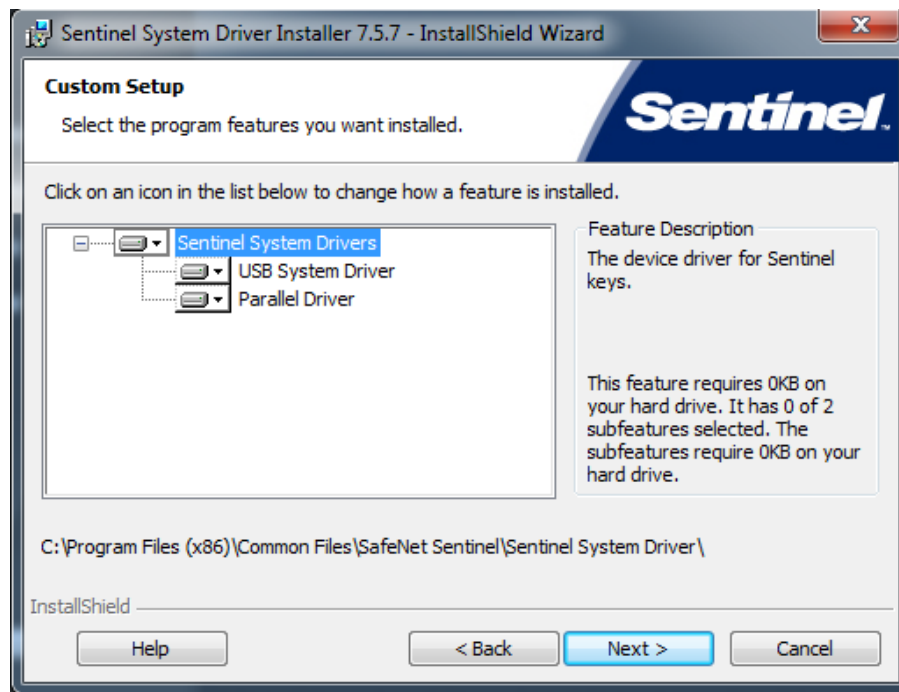 Sentinel System Driver Installer 7.5.7 - InstallShield Wizard
Custom Setup
Select the program features you want installed.
Sentinel™
Click on an icon in the list below to change how a feature is installed.
Sentinel System Drivers
USB System Driver
Parallel Driver
Feature Description
The device driver for Sentinel
keys.
This feature requires 0KB on
your hard drive. It has 0 of 2
subfeatures selected. The
subfeatures require 0KB on your
hard drive.
C:\Program Files (x86)\Common Files\SafeNet Sentinel\Sentinel System Driver\
InstallShield
Help
< Back
Next >
Cancel